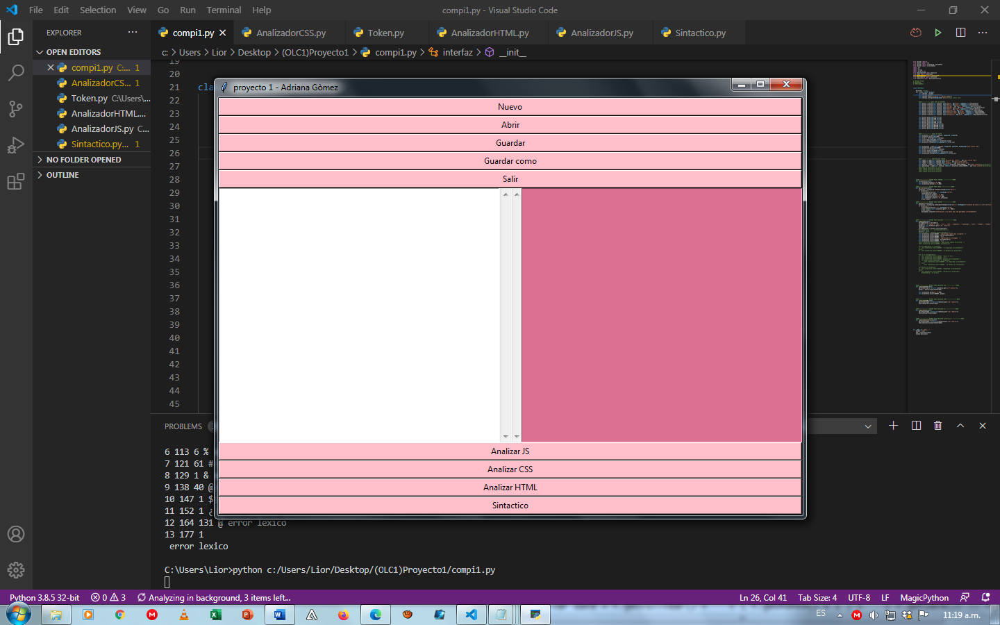 File Edit Selection View Go Run Terminal Help
compi1.py - Visual Studio Code
EXPLORER
compi1.py
AnalizadorCSS.py
Token.py
AnalizadorHTML.py
AnalizadorJS.py
Sintactico.py
OPEN EDITORS
c: > Users > Lior > Desktop > (OLC1)Proyecto1 > compi1.py > interfaz > __init__
compi1.py C:... 1
AnalizadorCS... 1
Token.py C:\Users\...
AnalizadorHTML....
AnalizadorJS.py C...
Sintactico.py... 1
NO FOLDER OPENED
OUTLINE
19
20
21 cla
22
23
24
25
26
27
28
29
30
31
32
33
34
35
36
37
38
39
40
41
42
43
44
45
proyecto 1 - Adriana Gòmez
Nuevo
Abrir
Guardar
Guardar como
Salir
Analizar JS
Analizar CSS
Analizar HTML
Sintactico
PROBLEMS
6 113 6 %
7 121 61 #
8 129 1 &
9 138 40 @
10 147 1 $
11 152 1 ¿
12 164 131 @ error lexico
13 177 1
error lexico
C:\Users\Lior>python c:/Users/Lior/Desktop/(OLC1)Proyecto1/compi1.py
Python 3.8.5 32-bit 0 3 Analyzing in background, 3 items left...
Ln 26, Col 41 Tab Size: 4 UTF-8 LF MagicPython
ES
11:19 a.m.